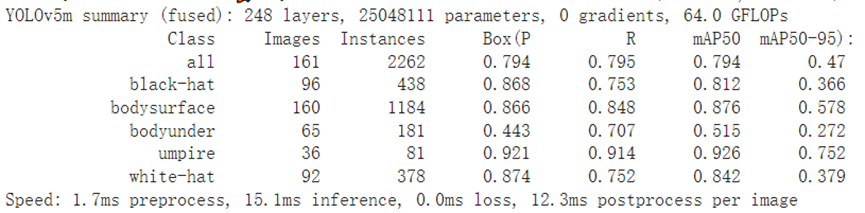 YOLOv5m summary (fused): 248 layers, 25048111 parameters, 0 gradients, 64.0 GFLOPs
Class Images Instances Box(P R mAP50 mAP50-95):
all 161 2262 0.794 0.795 0.794 0.47
black-hat 96 438 0.868 0.753 0.812 0.366
bodysurface 160 1184 0.866 0.848 0.876 0.578
bodyunder 65 181 0.443 0.707 0.515 0.272
umpire 36 81 0.921 0.914 0.926 0.752
white-hat 92 378 0.874 0.752 0.842 0.379
Speed: 1.7ms preprocess, 15.1ms inference, 0.0ms loss, 12.3ms postprocess per image